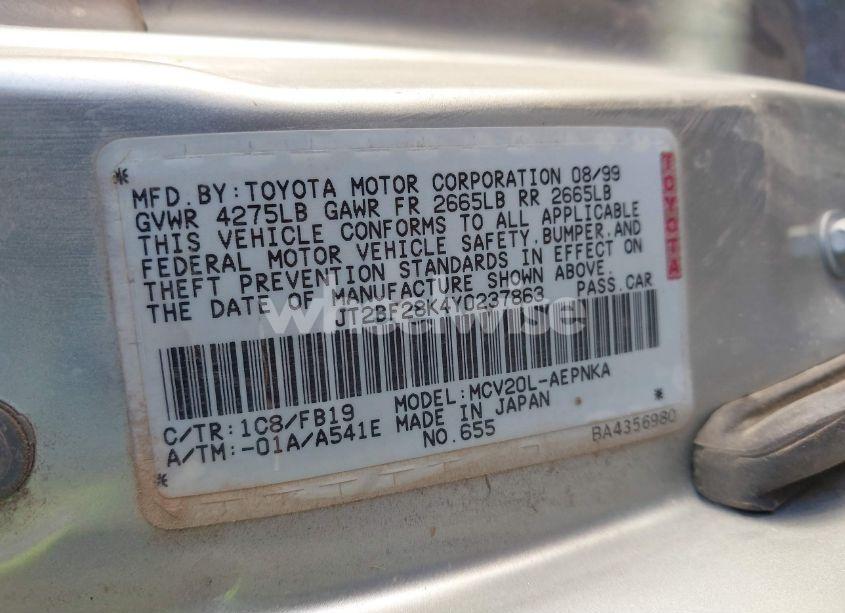 MFD. BY: TOYOTA MOTOR CORPORATION 08/99
GVWR 4275LB GAWR FR 2665LB RR 2665LB
THIS VEHICLE CONFORMS TO ALL APPLICABLE
FEDERAL MOTOR VEHICLE SAFETY, BUMPER, AND
THEFT PREVENTION STANDARDS IN EFFECT ON
THE DATE OF MANUFACTURE SHOWN ABOVE.
JT2BF28K4Y0237863 PASS. CAR
TOYOTA
wheelwise
C/TR: 1C8/FB19 MODEL: MCV20L-AEPNKA
A/TM: -01A/A541E MADE IN JAPAN
NO. 655
BA4356980